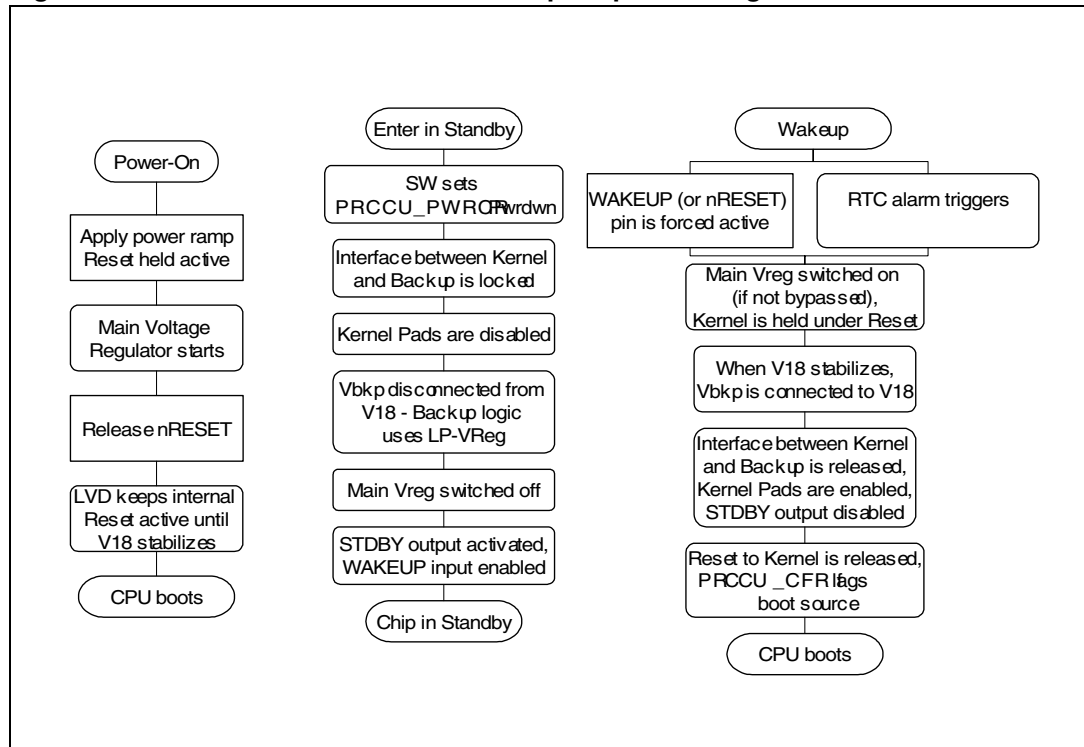 Power-On
Apply power ramp
Reset held active
Main Voltage
Regulator starts
Release nRESET
LVD keeps internal
Reset active until
V18 stabilizes
CPU boots
Enter in Standby
SW sets
Interface between Kernel
and Backup is locked
Kernel Pads are disabled
Vbkp disconnected from
V18 - Backup logic
uses LP-VReg
Main Vreg switched off
STDBY output activated,
WAKEUP input enabled
Chip in Standby
Wakeup
WAKEUP (or nRESET)
pin is forced active
RTC alarm triggers
Main Vreg switched on
(if not bypassed),
Kernel is held under Reset
When V18 stabilizes,
Vbkp is connected to V18
Interface between Kernel
and Backup is released,
Kernel Pads are enabled,
STDBY output disabled
Reset to Kernel is released,
boot source
CPU boots